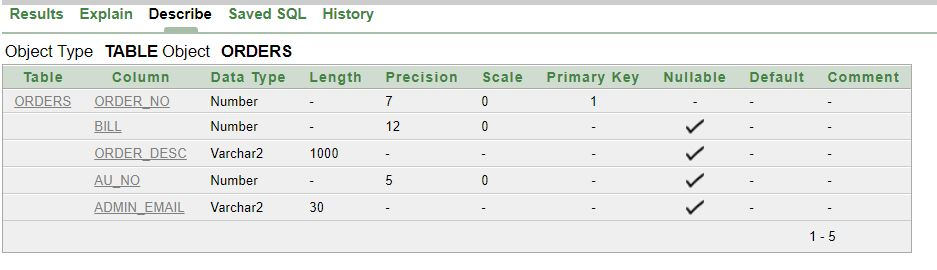 Results Explain Describe Saved SQL History
Object Type TABLE Object ORDERS
Table Column Data Type Length Precision Scale Primary Key Nullable Default Comment
ORDERS ORDER_NO Number - 7 0 1 - - -
BILL Number - 12 0 - ✓ - -
ORDER_DESC Varchar2 1000 - - - ✓ - -
AU_NO Number - 5 0 - ✓ - -
ADMIN_EMAIL Varchar2 30 - - - ✓ - -
1 - 5